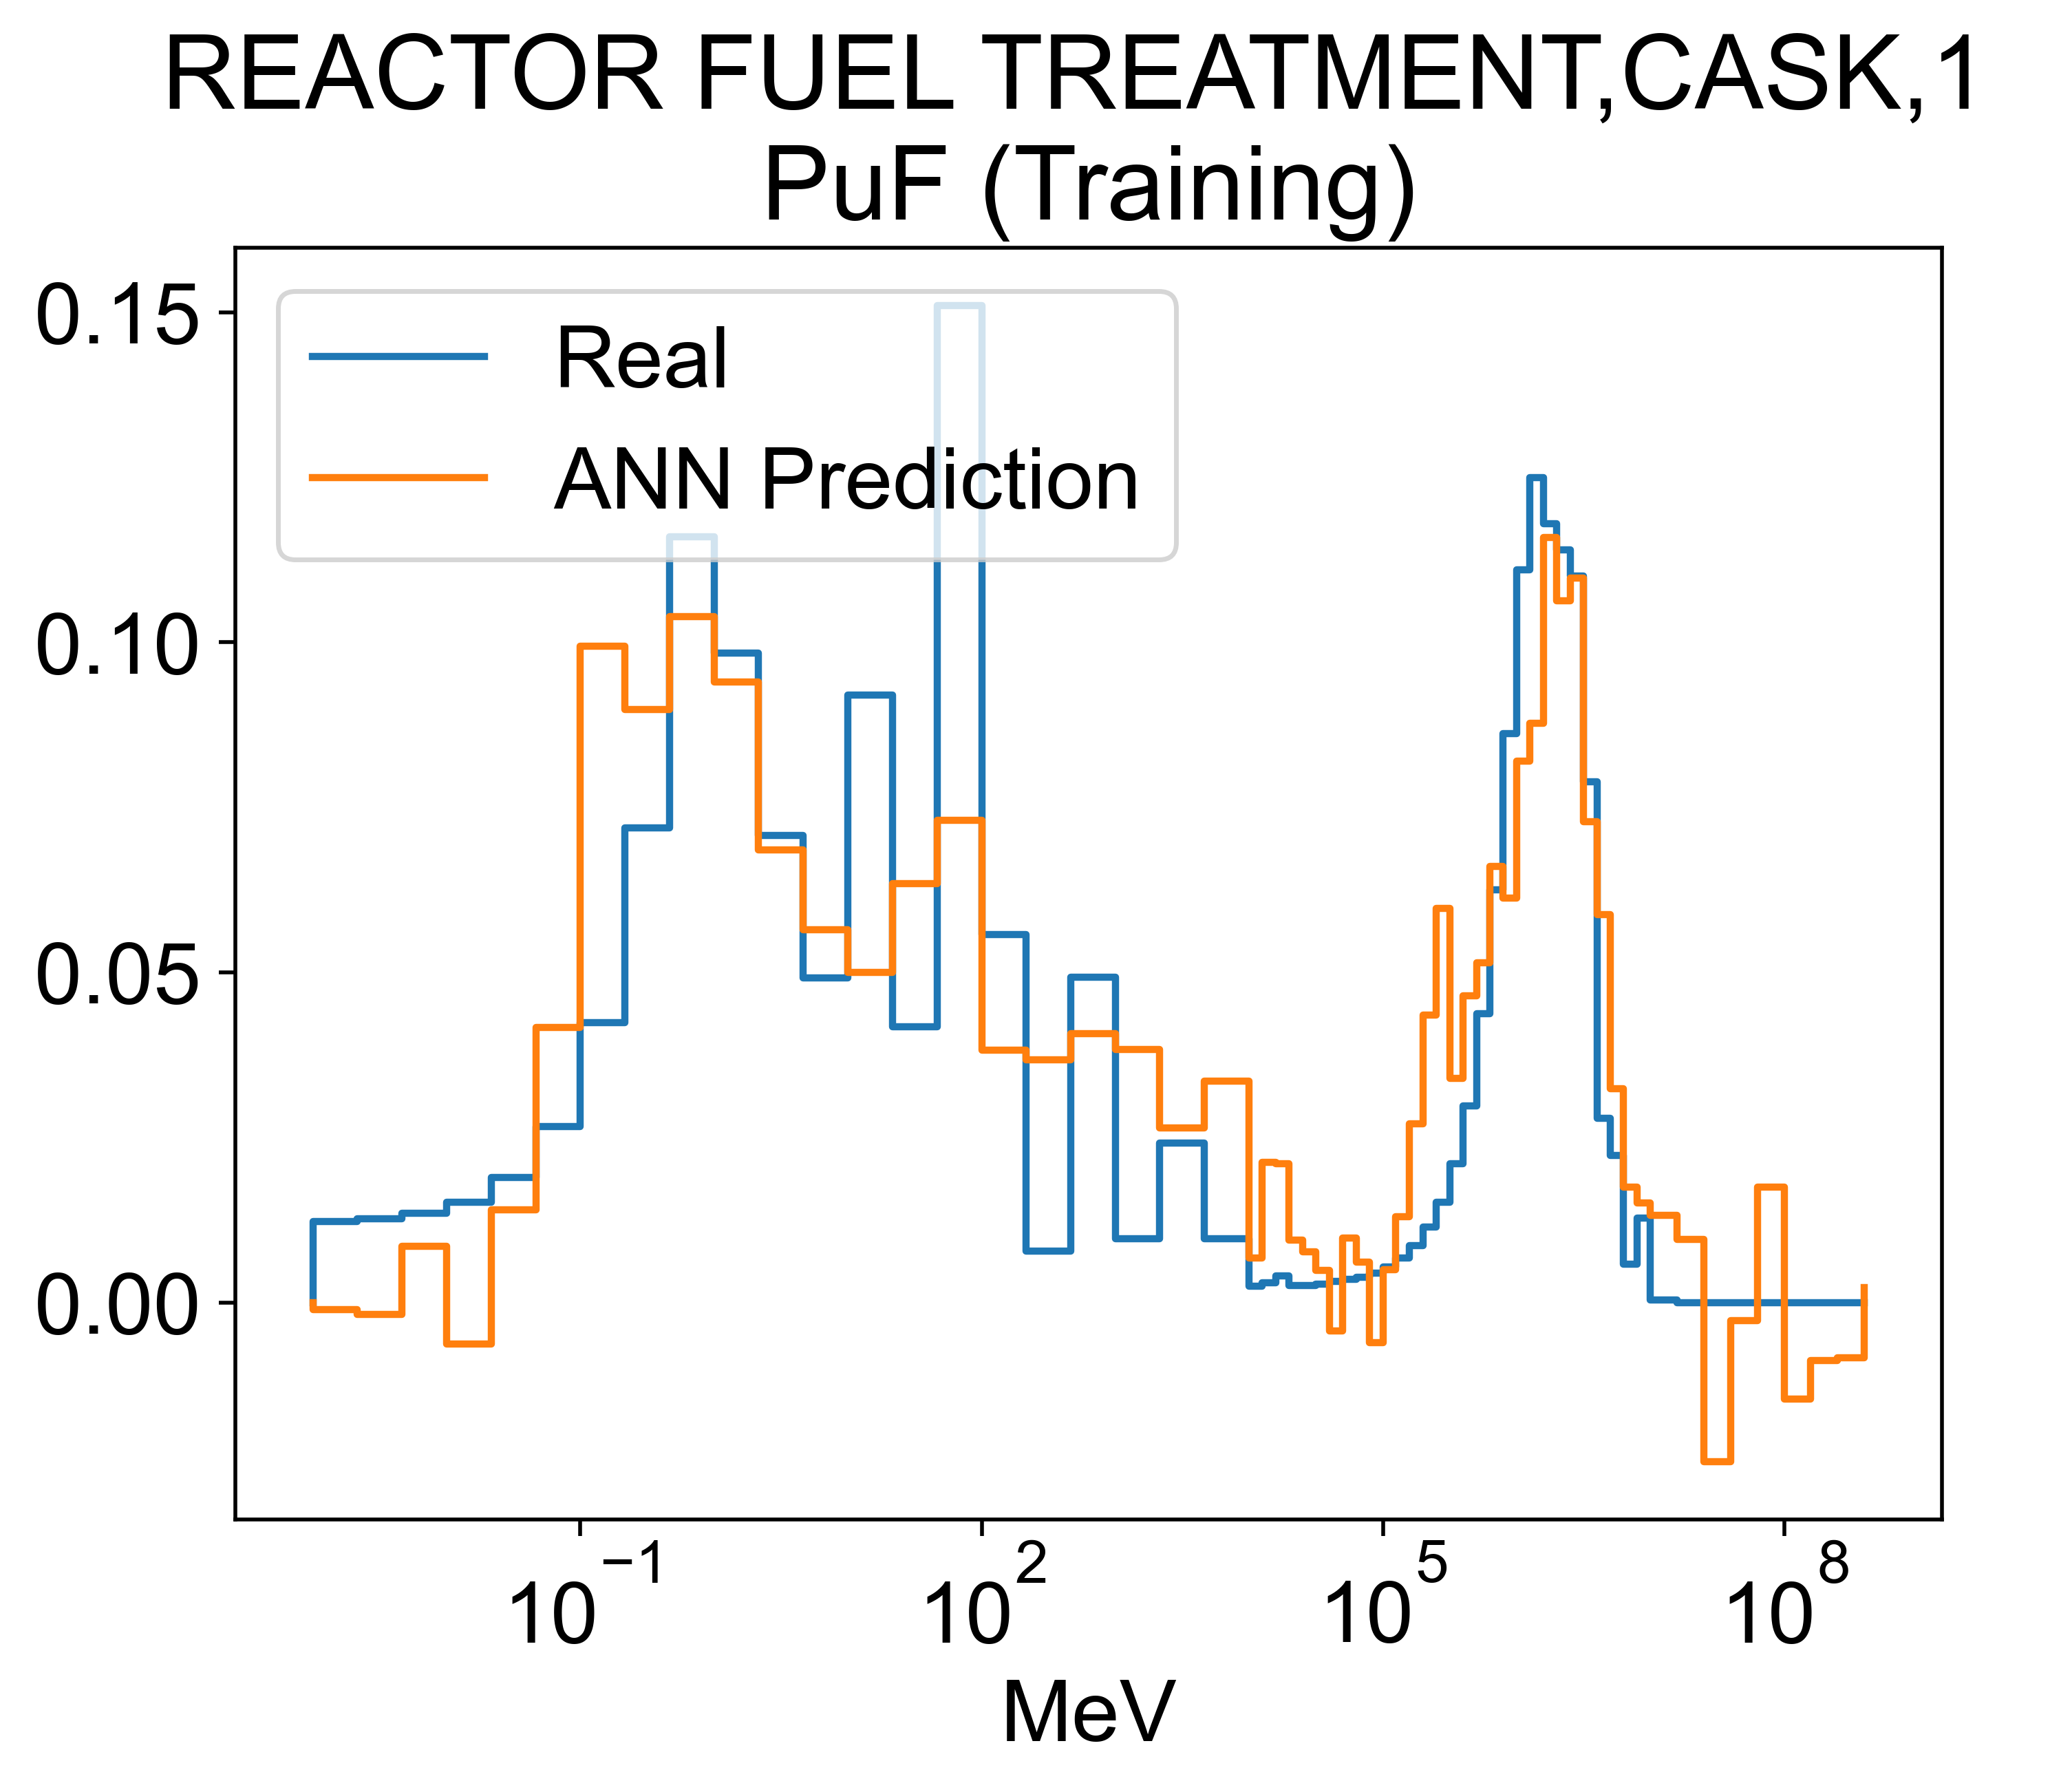 REACTOR FUEL TREATMENT,CASK,1
PuF (Training)
Real
ANN Prediction
0.15
0.10
0.05
0.00
10⁻¹ 10² 10⁵ 10⁸
MeV